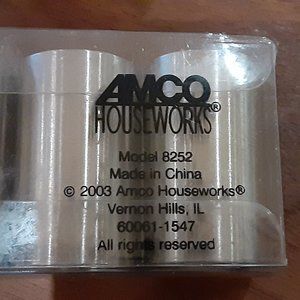 AMCO
HOUSEWORKS®
Model 8252
Made in China
© 2003 Amco Houseworks®
Vernon Hills, IL
60061-1547
All rights reserved